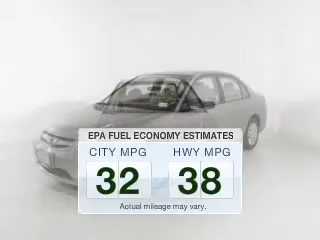 EPA FUEL ECONOMY ESTIMATES
CITY MPG HWY MPG
32 38
Actual mileage may vary.